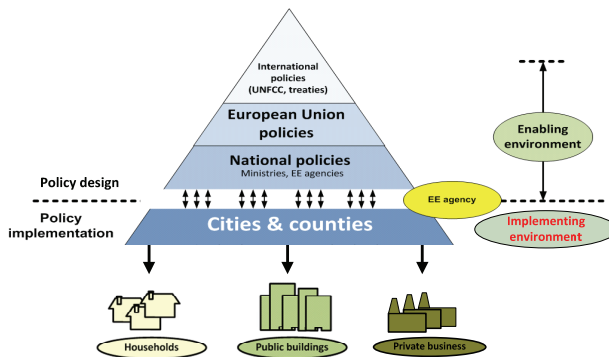 International
policies
(UNFCC, treaties)
European Union
policies
National policies
Ministries, EE agencies
Enabling
environment
Policy design
EE agency
Policy
implementation
Cities & counties
Implementing
environment
Households
Public buildings
Private business